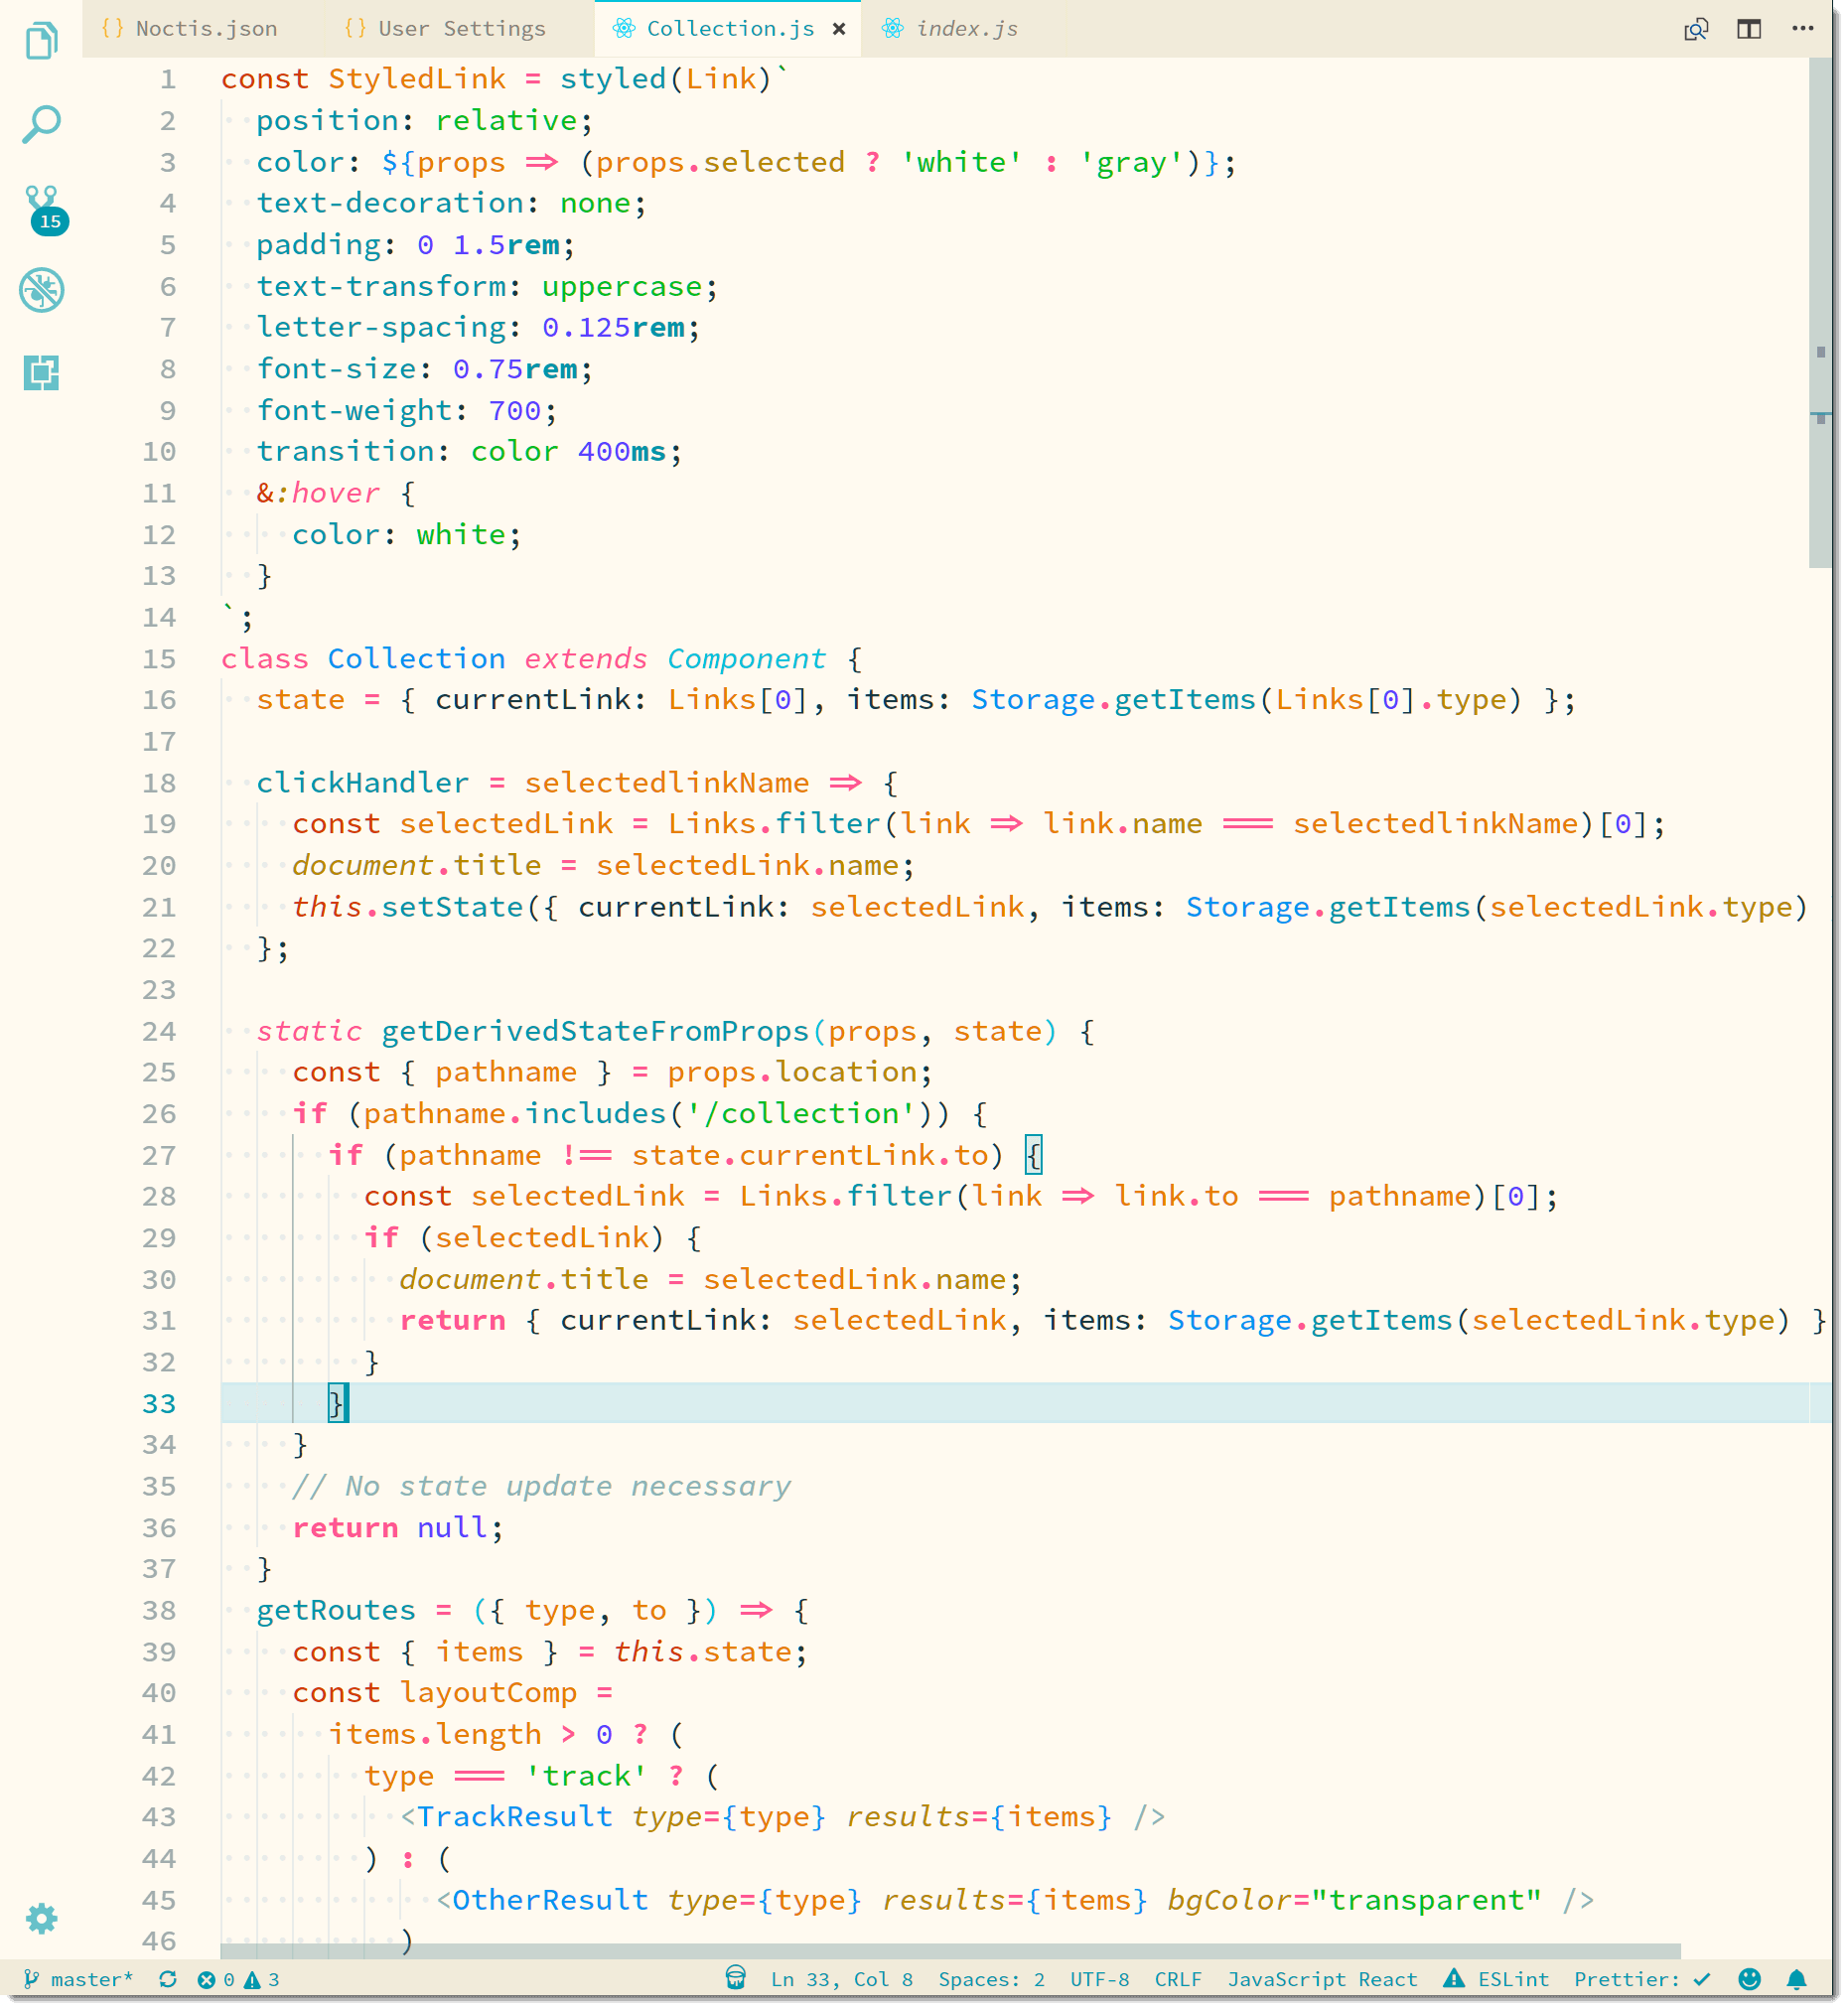 {} Noctis.json {} User Settings Collection.js × index.js
15
1 const StyledLink = styled(Link)`
2 position: relative;
3 color: ${props => (props.selected ? 'white' : 'gray')};
4 text-decoration: none;
5 padding: 0 1.5rem;
6 text-transform: uppercase;
7 letter-spacing: 0.125rem;
8 font-size: 0.75rem;
9 font-weight: 700;
10 transition: color 400ms;
11 &:hover {
12 color: white;
13 }
14 `;
15 class Collection extends Component {
16 state = { currentLink: Links[0], items: Storage.getItems(Links[0].type) };
17
18 clickHandler = selectedlinkName => {
19 const selectedLink = Links.filter(link => link.name === selectedlinkName)[0];
20 document.title = selectedLink.name;
21 this.setState({ currentLink: selectedLink, items: Storage.getItems(selectedLink.type)
22 };
23
24 static getDerivedStateFromProps(props, state) {
25 const { pathname } = props.location;
26 if (pathname.includes('/collection')) {
27 if (pathname !== state.currentLink.to) {
28 const selectedLink = Links.filter(link => link.to === pathname)[0];
29 if (selectedLink) {
30 document.title = selectedLink.name;
31 return { currentLink: selectedLink, items: Storage.getItems(selectedLink.type) }
32 }
33 }
34 }
35 // No state update necessary
36 return null;
37 }
38 getRoutes = ({ type, to }) => {
39 const { items } = this.state;
40 const layoutComp =
41 items.length > 0 ? (
42 type === 'track' ? (
43 <TrackResult type={type} results={items} />
44 ) : (
45 <OtherResult type={type} results={items} bgColor="transparent" />
46 )
master* 0 3 Ln 33, Col 8 Spaces: 2 UTF-8 CRLF JavaScript React ESLint Prettier: ✓